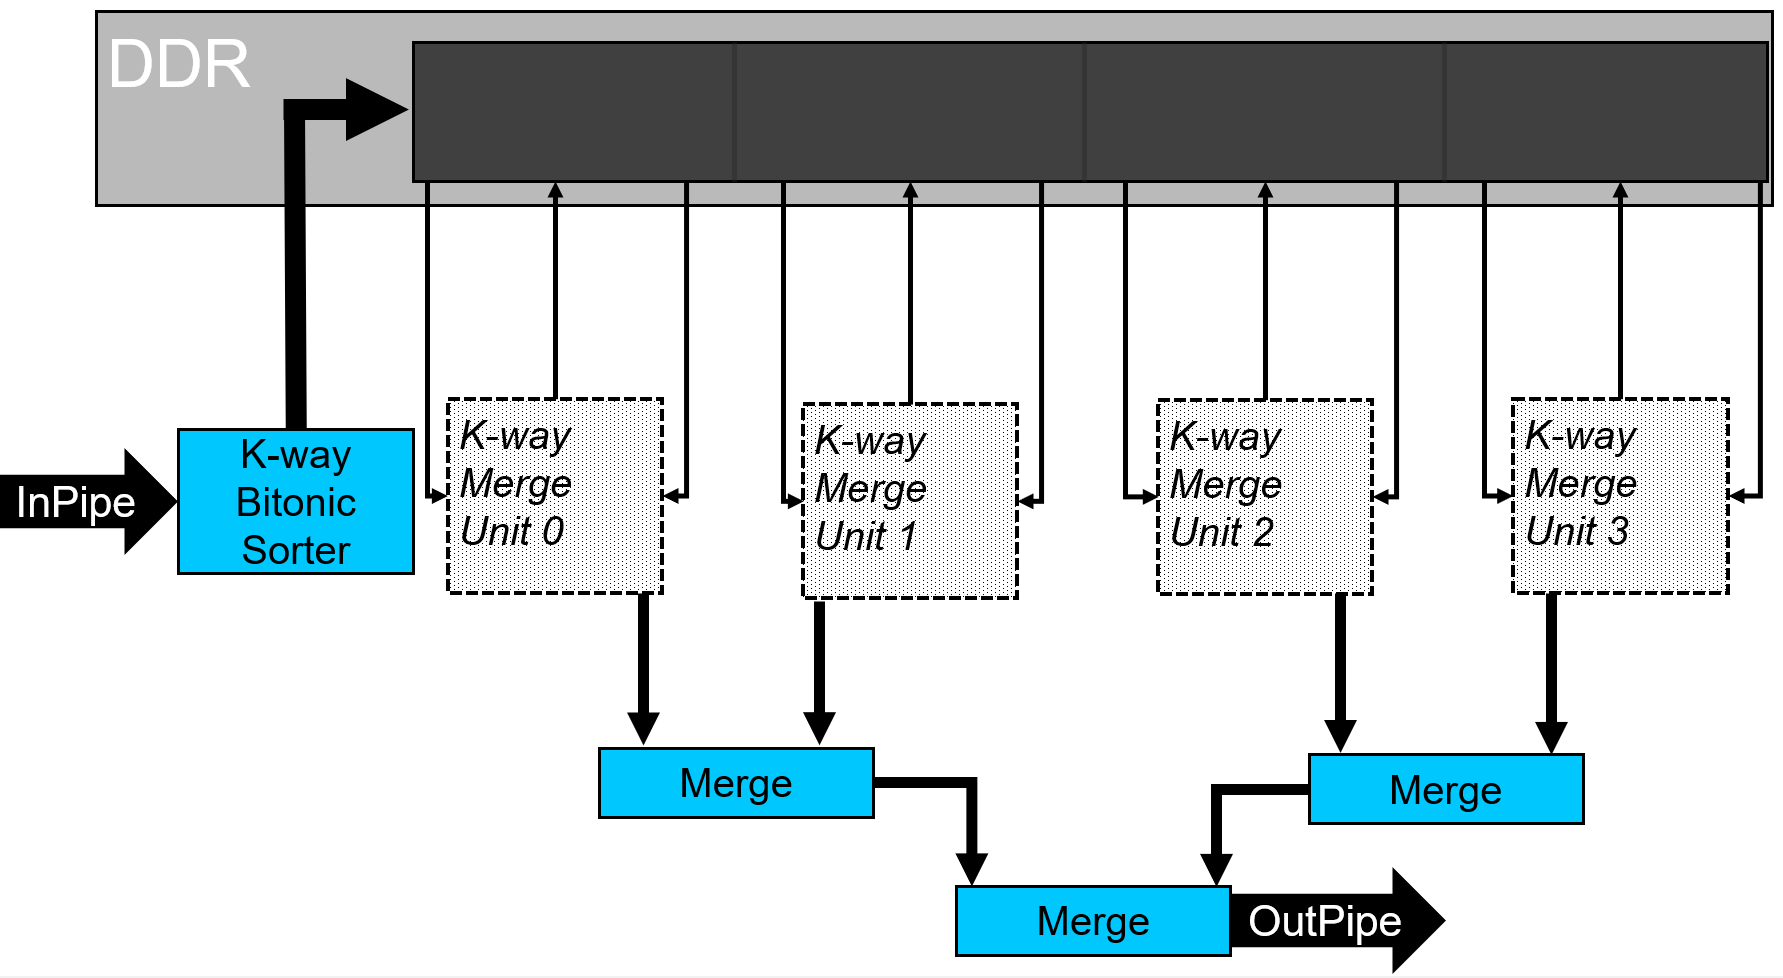 DDR
InPipe
K-way
Bitonic
Sorter
K-way
Merge
Unit 0
K-way
Merge
Unit 1
K-way
Merge
Unit 2
K-way
Merge
Unit 3
Merge
Merge
Merge
OutPipe